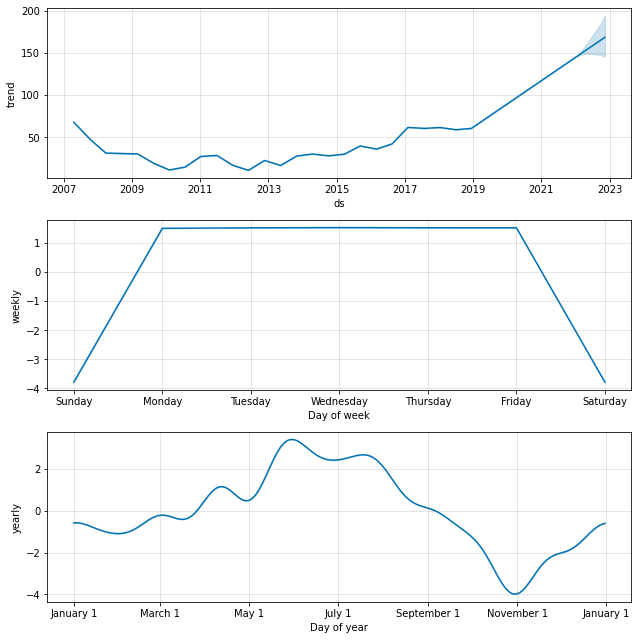 200
150
100
50
trend
2007 2009 2011 2013 2015 2017 2019 2021 2023
ds
1
0
−1
−2
−3
−4
weekly
Sunday Monday Tuesday Wednesday Thursday Friday Saturday
Day of week
2
0
−2
−4
yearly
January 1 March 1 May 1 July 1 September 1 November 1 January 1
Day of year